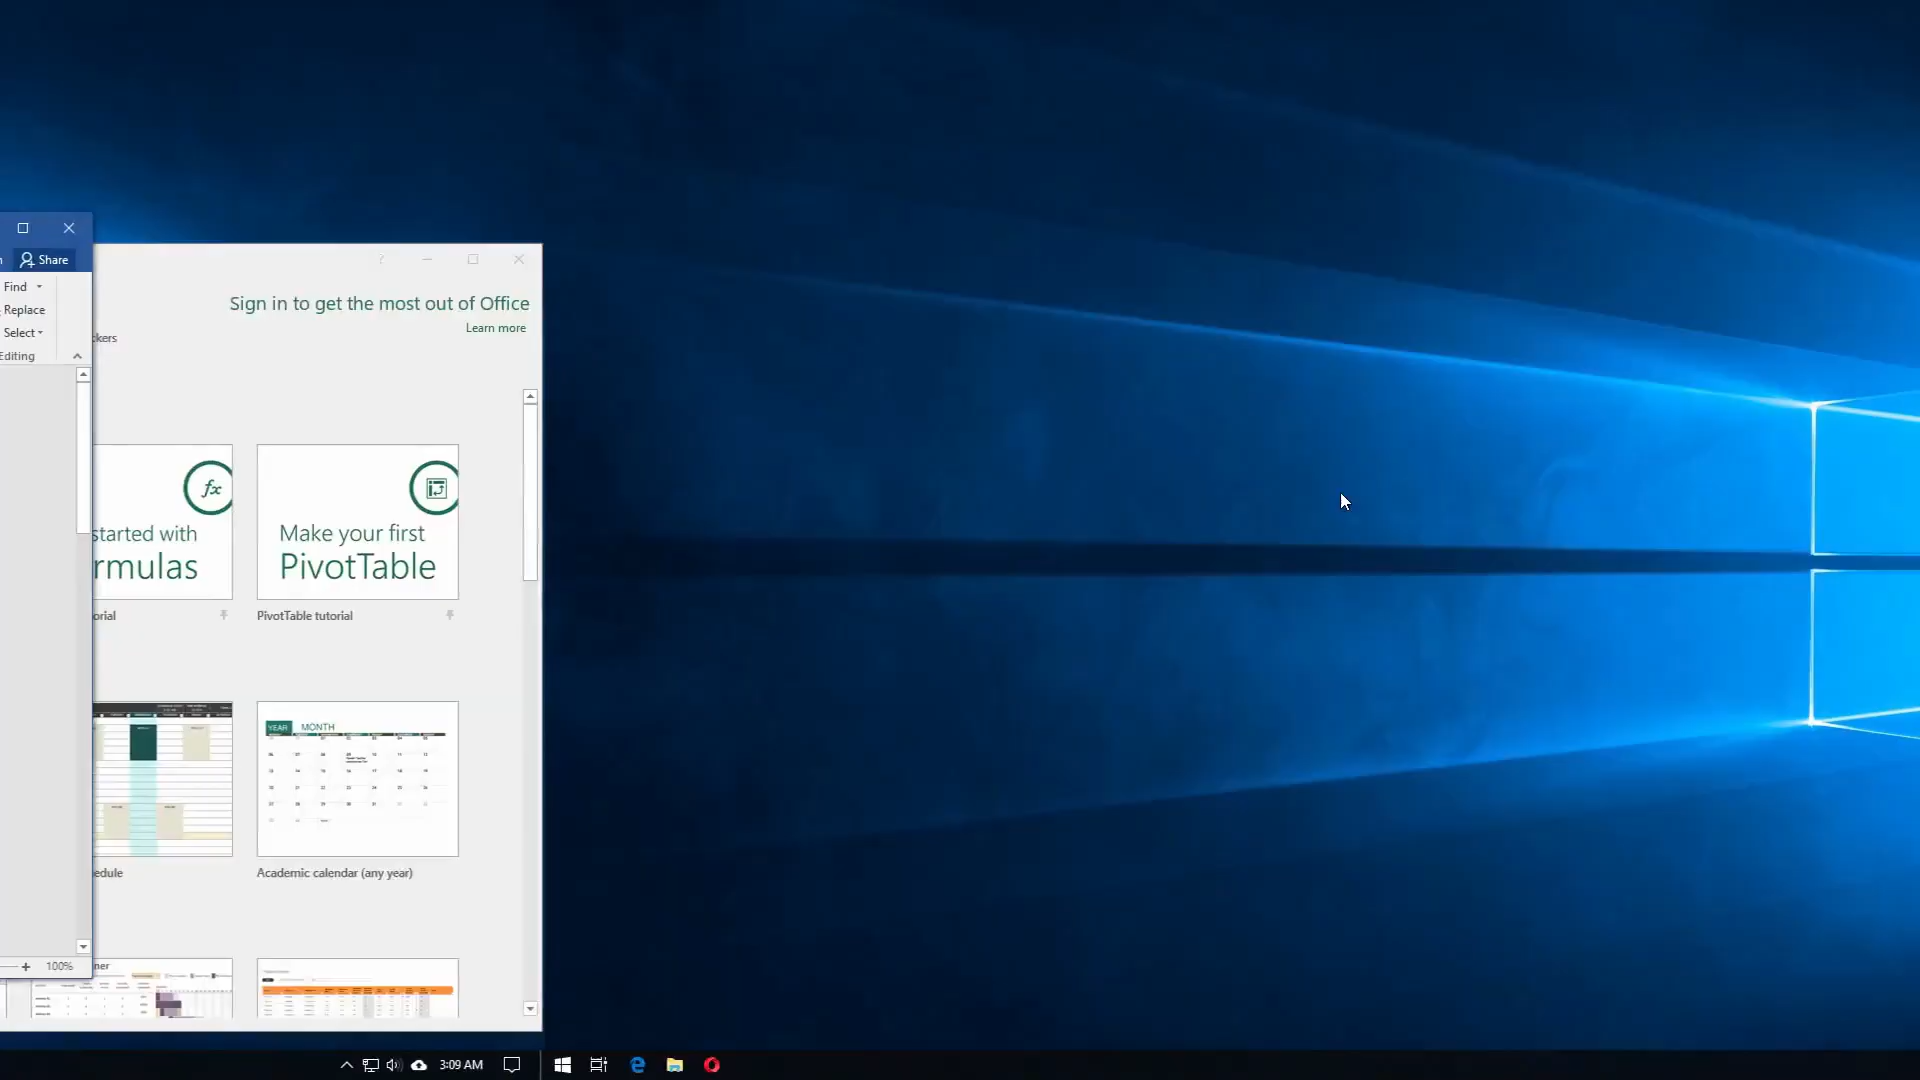 Share
Find
Replace
Select
Editing
100%
?
Sign in to get the most out of Office
Learn more
kers
fx
started with
rmulas
orial
Make your first
PivotTable
PivotTable tutorial
edule
YEAR MONTH
Academic calendar (any year)
ner
3:09 AM